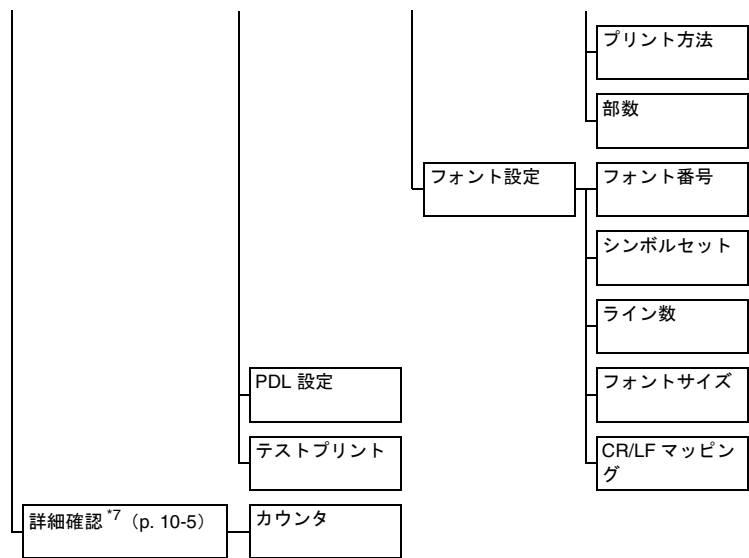 プリント方法
部数
フォント設定
フォント番号
シンボルセット
ライン数
PDL 設定
フォントサイズ
テストプリント
CR/LF マッピン
グ
詳細確認 *7（p. 10-5）
カウンタ